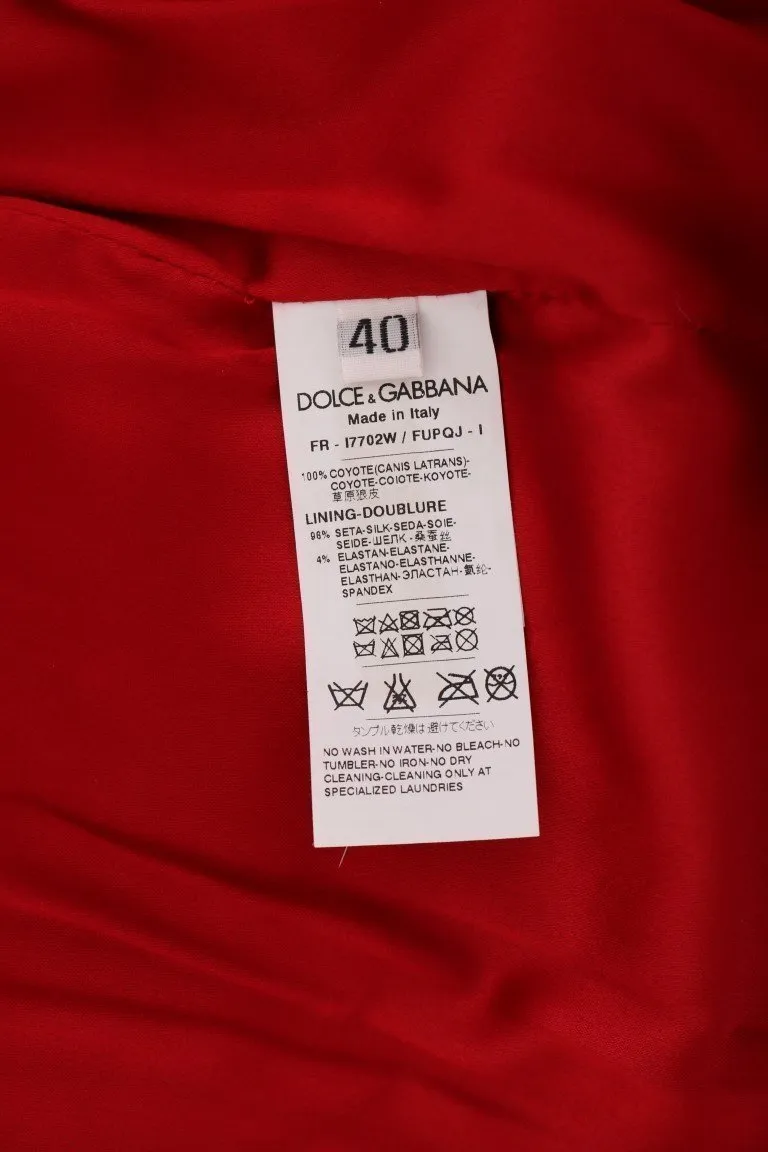 40
DOLCE & GABBANA
Made in Italy
FR - I7702W / FUPQJ - I
100% COYOTE(CANIS LATRANS)-
COYOTE-COIOTE-KOYOTE-
草原狼皮
LINING-DOUBLURE
96% SETA-SILK-SEDA-SOIE-
SEIDE-ШЕЛК-桑蚕丝
4% ELASTAN-ELASTANE-
ELASTANO-ELASTHANNE-
ELASTHAN-ЭЛАСТАН-氨纶-
SPANDEX
タンブル乾燥は避けてください
NO WASH IN WATER-NO BLEACH-NO
TUMBLER-NO IRON-NO DRY
CLEANING-CLEANING ONLY AT
SPECIALIZED LAUNDRIES